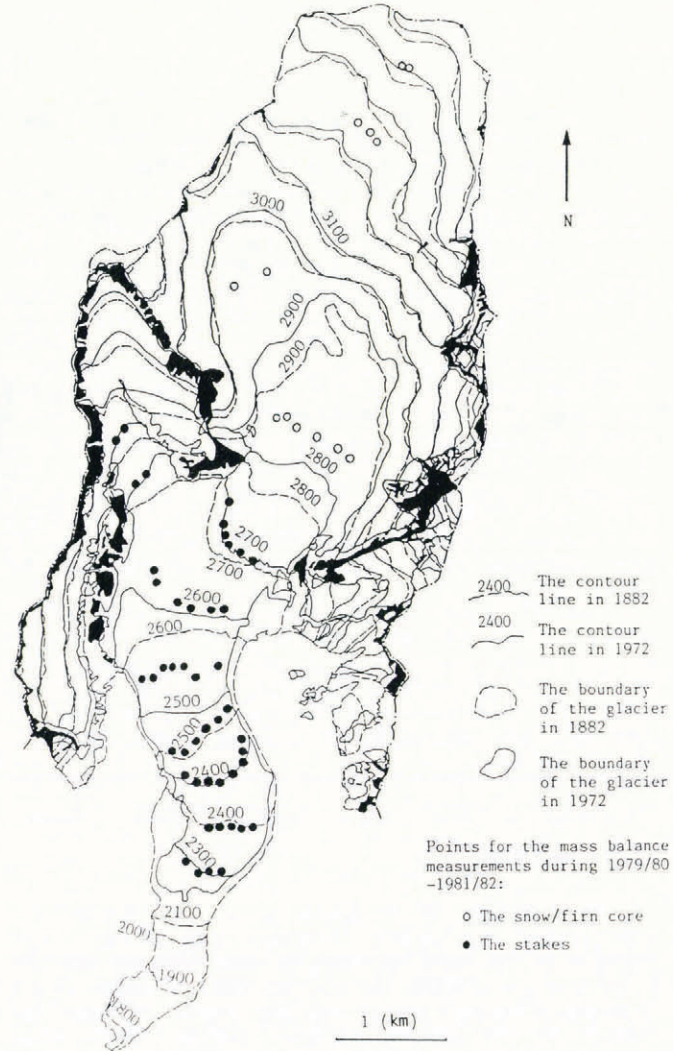 N
3000
3100
2900
2900
2800
2800
2700
2700
2600
2600
2500
2500
2400
2400
2300
2100
2000
1900
1800
2400 The contour
line in 1882
2400 The contour
line in 1972
The boundary
of the glacier
in 1882
The boundary
of the glacier
in 1972
Points for the mass balance
measurements during 1979/80
-1981/82:
The snow/firn core
The stakes
1 (km)